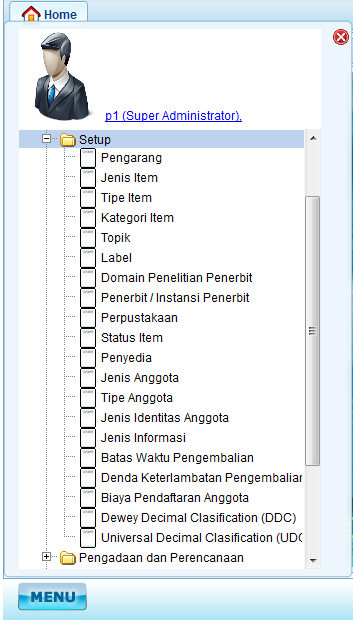 Home
p1 (Super Administrator).
Setup
Pengarang
Jenis Item
Tipe Item
Kategori Item
Topik
Label
Domain Penelitian Penerbit
Penerbit / Instansi Penerbit
Perpustakaan
Status Item
Penyedia
Jenis Anggota
Tipe Anggota
Jenis Identitas Anggota
Jenis Informasi
Batas Waktu Pengembalian
Denda Keterlambatan Pengembalian
Biaya Pendaftaran Anggota
Dewey Decimal Clasification (DDC)
Universal Decimal Clasification (UDC
Pengadaan dan Perencanaan
MENU